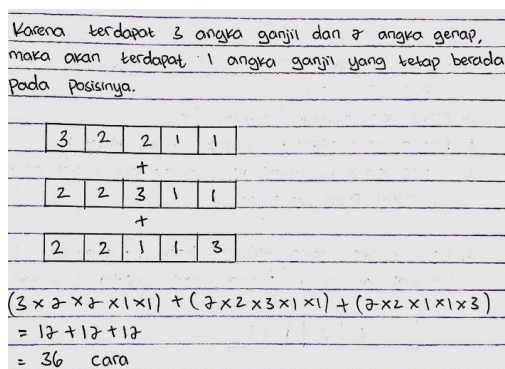 Karena terdapat 3 angka ganjil dan 2 angka genap,
maka akan terdapat 1 angka ganjil yang tetap berada
pada posisinya.
3 2 2 1 1
+
2 2 3 1 1
+
2 2 1 1 3
(3 × 2 × 2 × 1 × 1) + (2 × 2 × 3 × 1 × 1) + (2 × 2 × 1 × 1 × 3)
= 12 + 12 + 12
= 36 cara